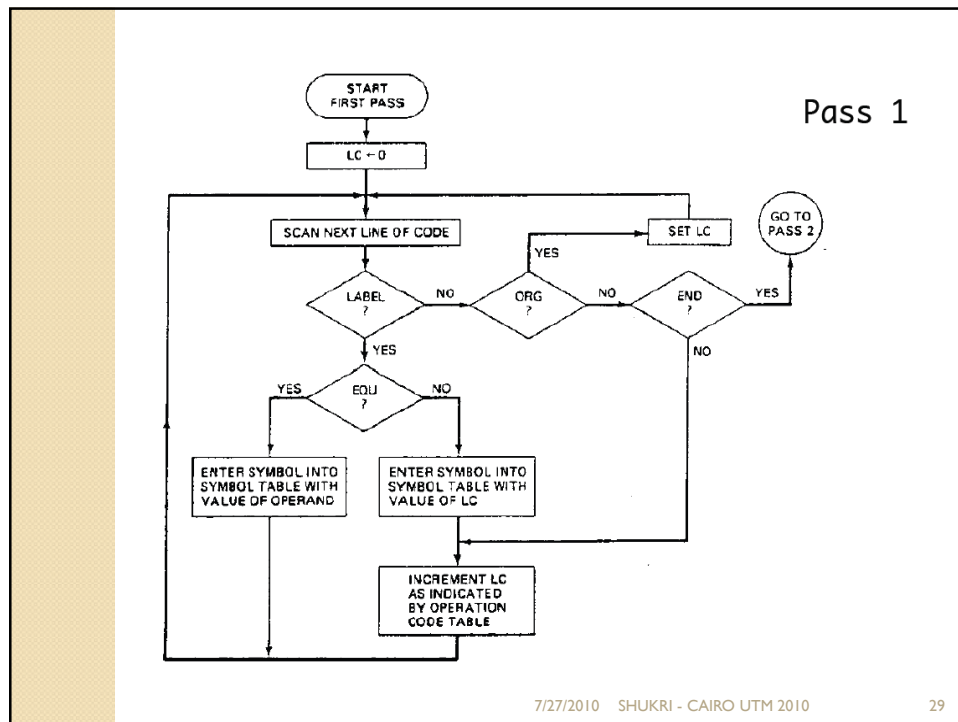 Pass 1
START
FIRST PASS
LC ← 0
SCAN NEXT LINE OF CODE
SET LC
GO TO
PASS 2
YES
LABEL
?
NO
ORG
?
NO
END
?
YES
YES
NO
YES
EQU
?
NO
ENTER SYMBOL INTO
SYMBOL TABLE WITH
VALUE OF OPERAND
ENTER SYMBOL INTO
SYMBOL TABLE WITH
VALUE OF LC
INCREMENT LC
AS INDICATED
BY OPERATION
CODE TABLE
7/27/2010 SHUKRI - CAIRO UTM 2010 29